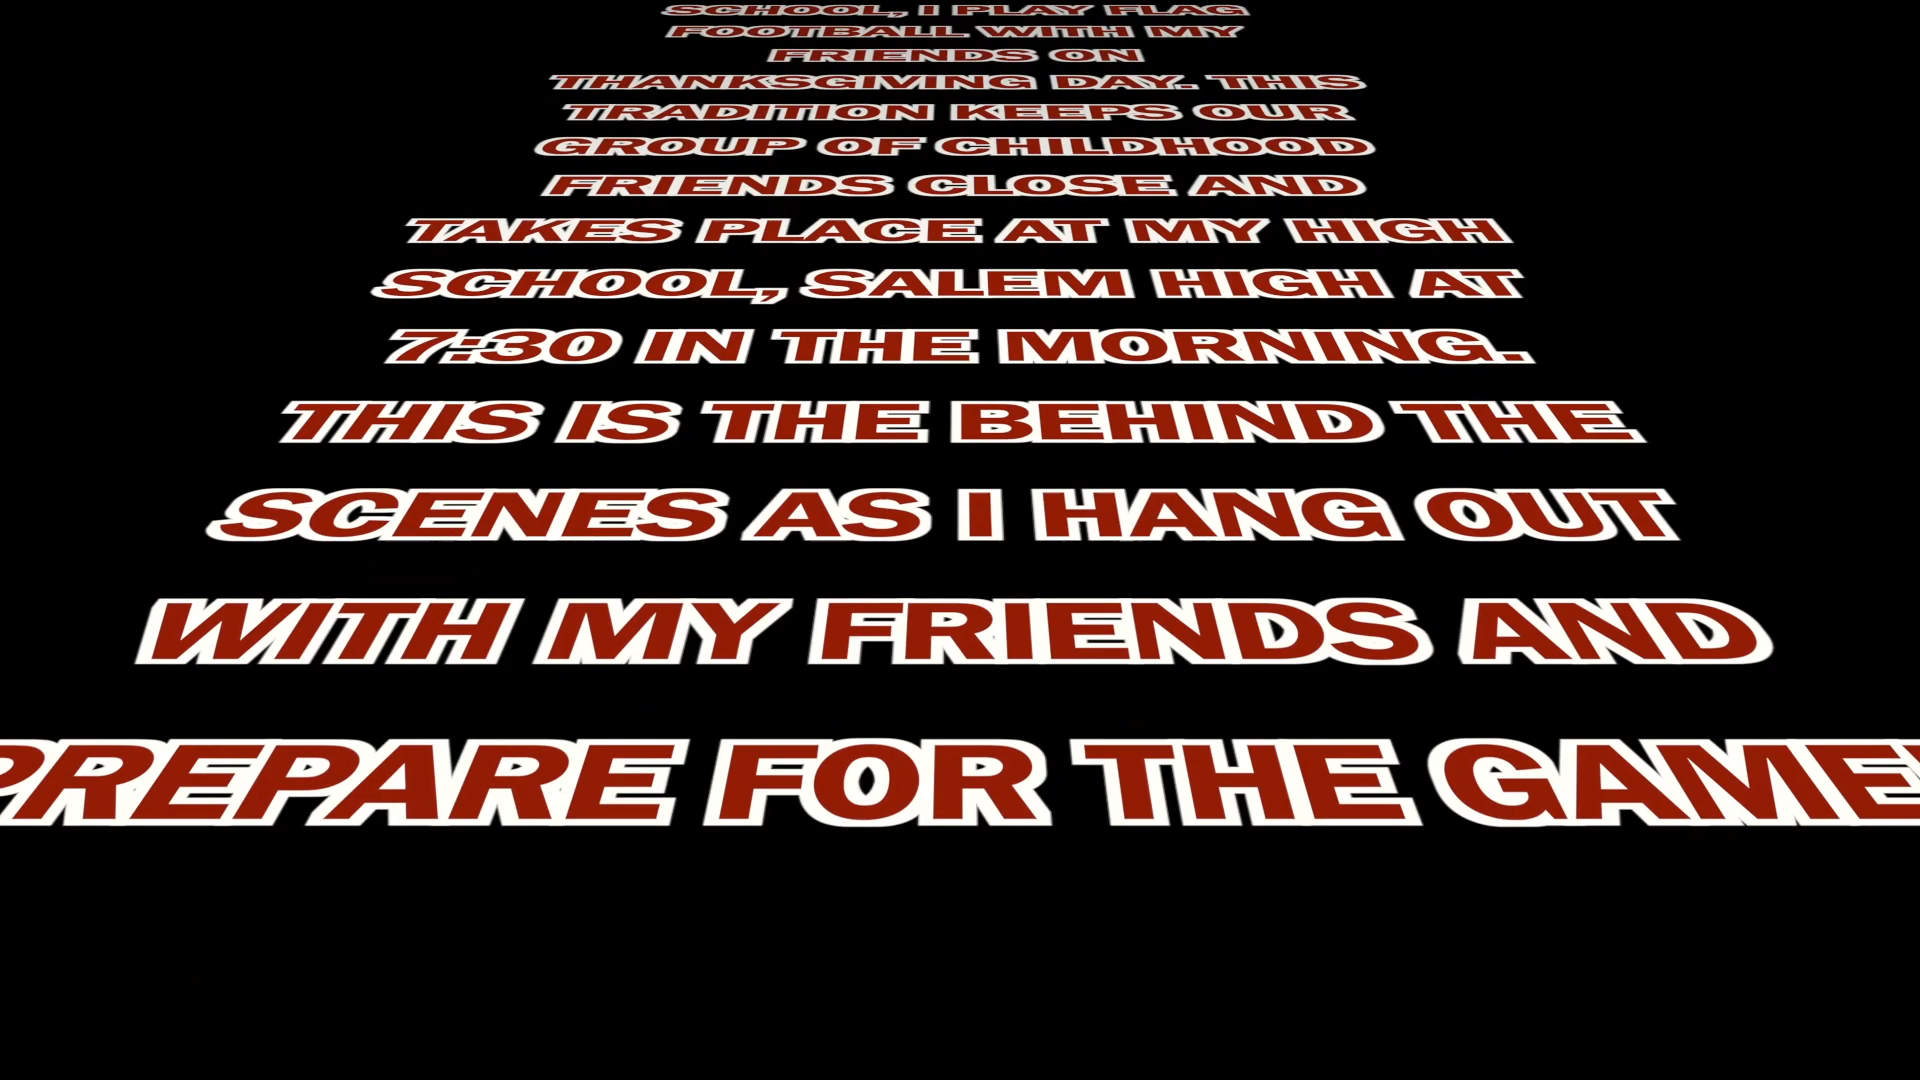 SCHOOL, I PLAY FLAG
FOOTBALL WITH MY
FRIENDS ON
THANKSGIVING DAY. THIS
TRADITION KEEPS OUR
GROUP OF CHILDHOOD
FRIENDS CLOSE AND
TAKES PLACE AT MY HIGH
SCHOOL, SALEM HIGH AT
7:30 IN THE MORNING.
THIS IS THE BEHIND THE
SCENES AS I HANG OUT
WITH MY FRIENDS AND
PREPARE FOR THE GAME!